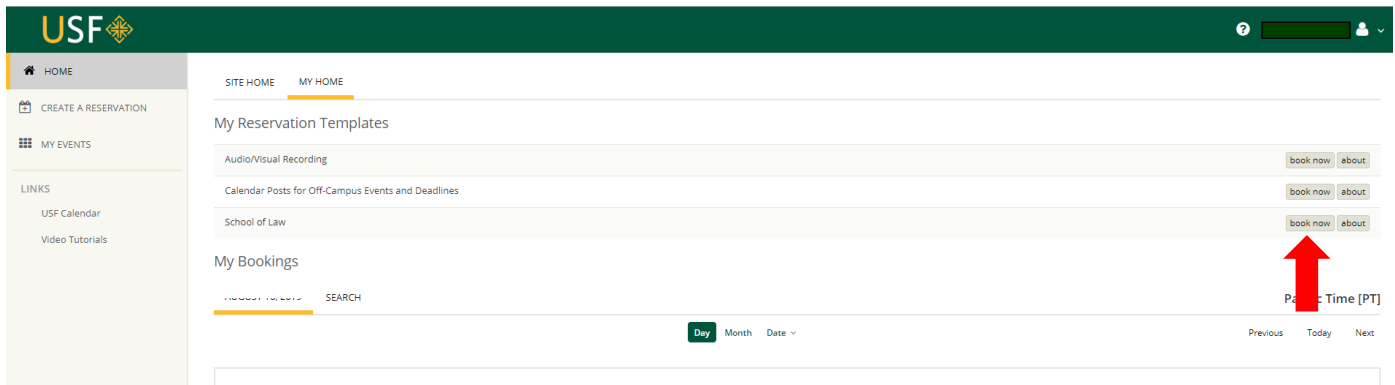 USF
HOME
CREATE A RESERVATION
MY EVENTS
LINKS
USF Calendar
Video Tutorials
SITE HOME MY HOME
My Reservation Templates
Audio/Visual Recording book now about
Calendar Posts for Off-Campus Events and Deadlines book now about
School of Law book now about
My Bookings
SEARCH Time [PT]
Day Month Date Previous Today Next